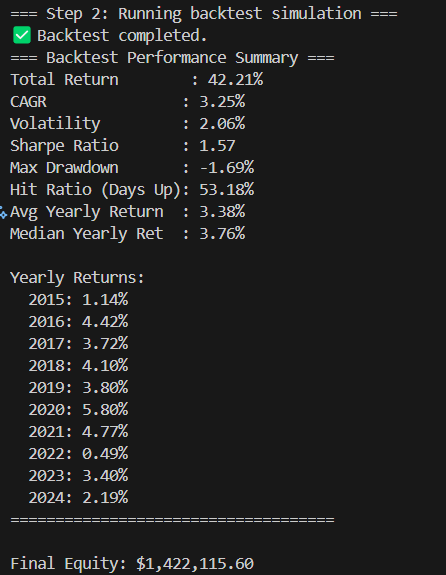 === Step 2: Running backtest simulation ===
✅ Backtest completed.
=== Backtest Performance Summary ===
Total Return        : 42.21%
CAGR               : 3.25%
Volatility         : 2.06%
Sharpe Ratio       : 1.57
Max Drawdown       : -1.69%
Hit Ratio (Days Up): 53.18%
Avg Yearly Return  : 3.38%
Median Yearly Ret  : 3.76%

Yearly Returns:
  2015: 1.14%
  2016: 4.42%
  2017: 3.72%
  2018: 4.10%
  2019: 3.80%
  2020: 5.80%
  2021: 4.77%
  2022: 0.49%
  2023: 3.40%
  2024: 2.19%
====================================

Final Equity: $1,422,115.60